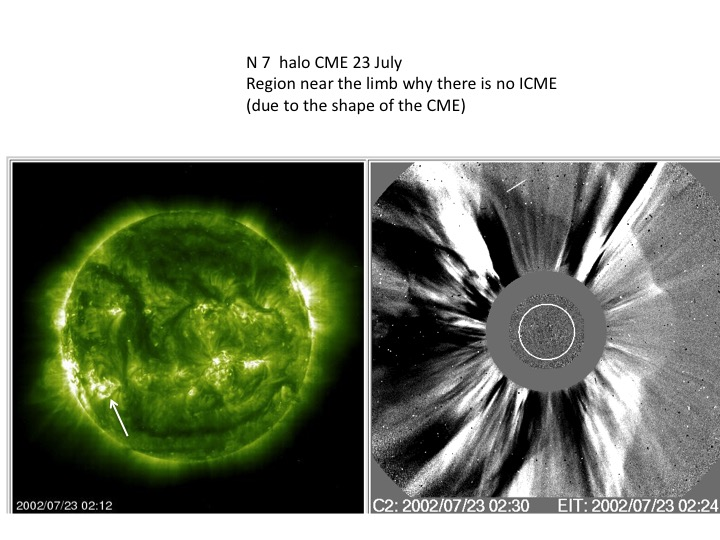 N 7 halo CME 23 July
Region near the limb why there is no ICME
(due to the shape of the CME)
2002/07/23 02:12
C2: 2002/07/23 02:30 EIT: 2002/07/23 02:24